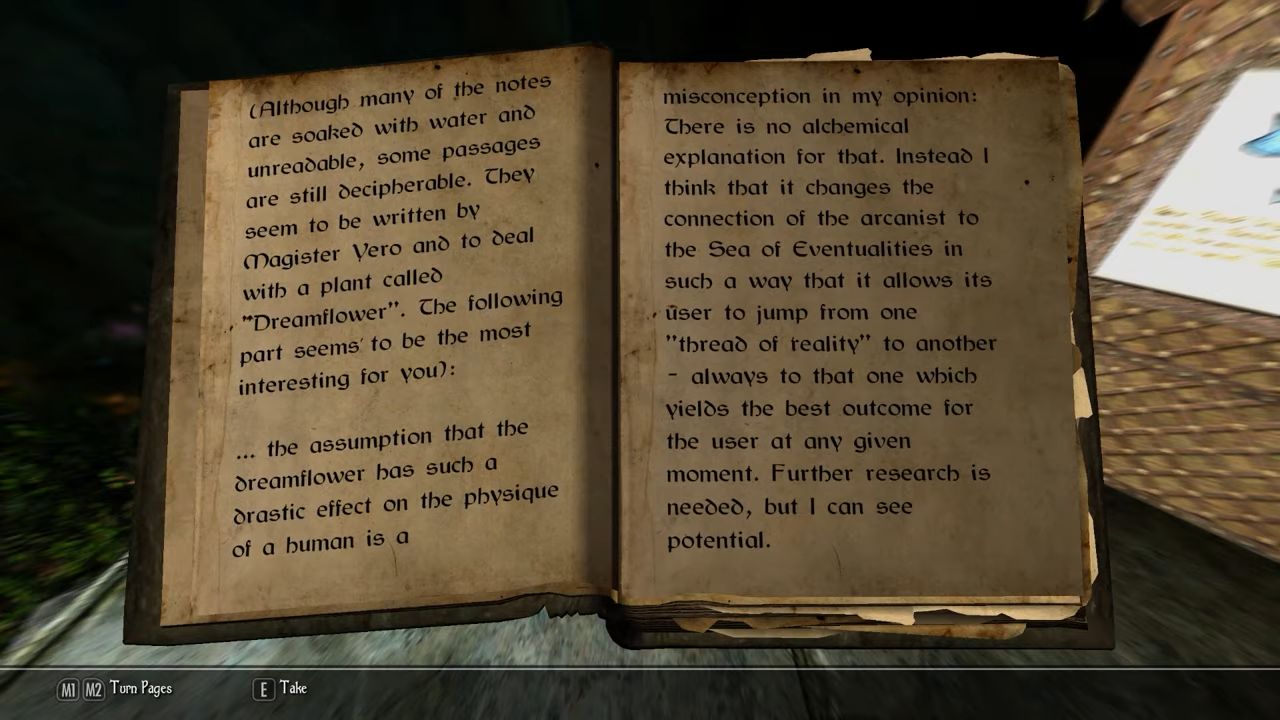 (Although many of the notes
are soaked with water and
unreadable, some passages
are still decipherable. They
seem to be written by
Magister Yero and to deal
with a plant called
"Dreamflower". The following
part seems to be the most
interesting for you):
... the assumption that the
dreamflower has such a
drastic effect on the physique
of a human is a
misconception in my opinion:
There is no alchemical
explanation for that. Instead I
think that it changes the
connection of the arcanist to
the Sea of Eventualities in
such a way that it allows its
user to jump from one
"thread of reality" to another
- always to that one which
yields the best outcome for
the user at any given
moment. Further research is
needed, but I can see
potential.
M1 M2 Turn Pages
E Take